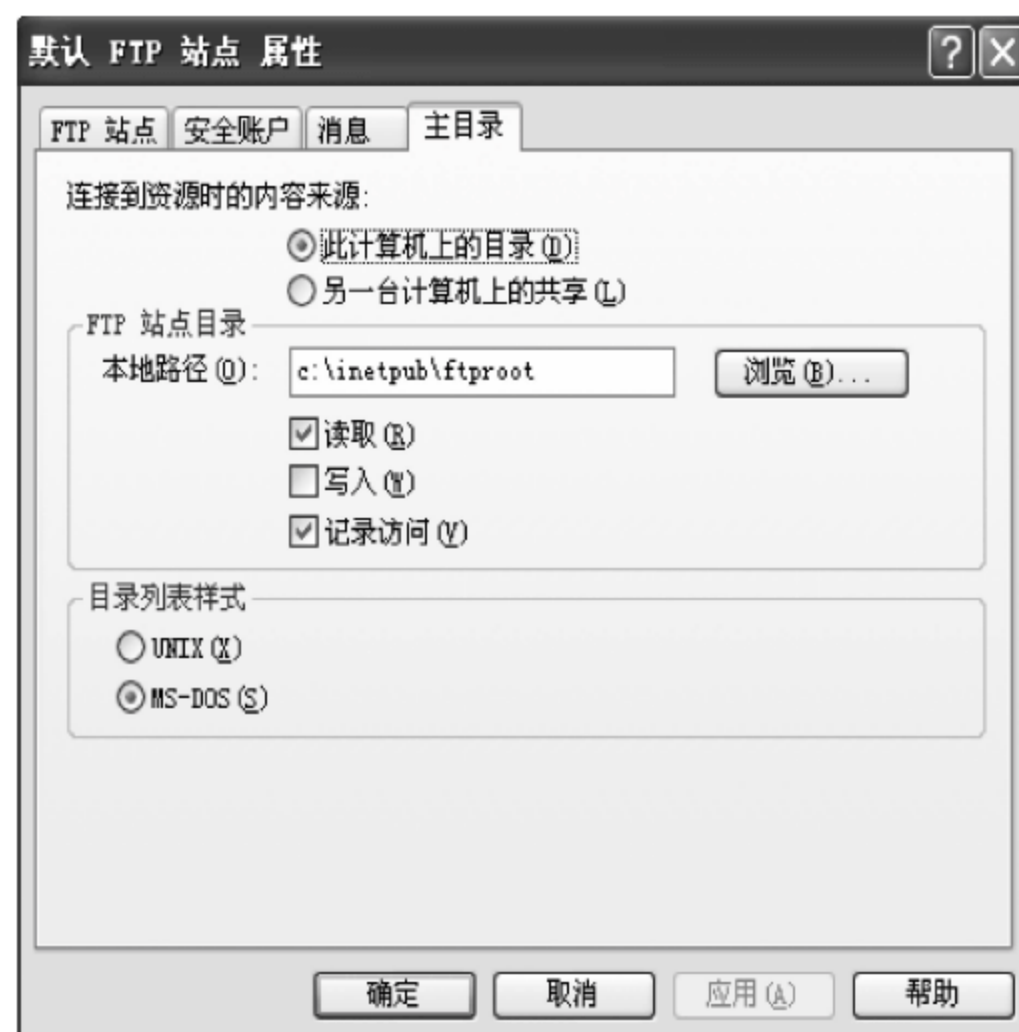 默认 FTP 站点 属性
FTP 站点 安全账户 消息 主目录
连接到资源时的内容来源:
此计算机上的目录(D)
另一台计算机上的共享(L)
FTP 站点目录
本地路径(O): c:\inetpub\ftproot 浏览(B)...
读取(R)
写入(W)
记录访问(V)
目录列表样式
UNIX(X)
MS-DOS(S)
确定 取消 应用(A) 帮助